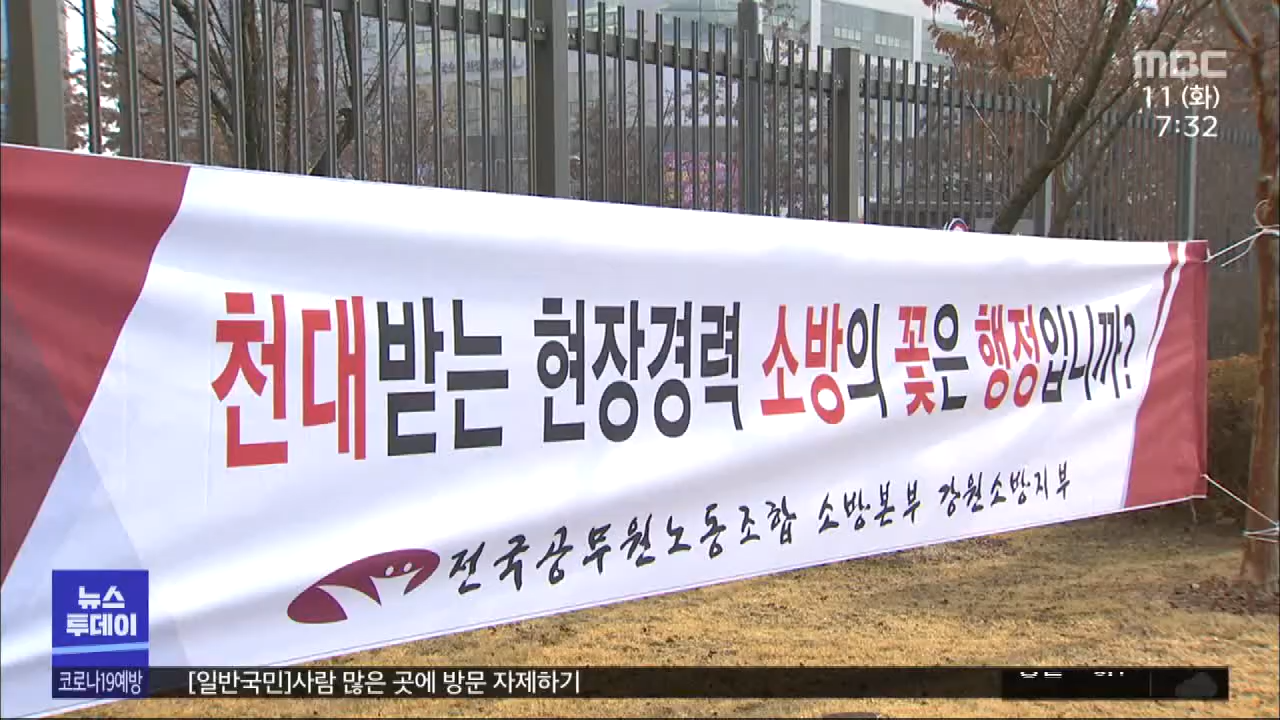 MBC
11 (화)
7:32
천대받는 현장경력 소방의 꽃은 행정입니까?
전국공무원노동조합 소방본부 강원소방지부
뉴스
투데이
코로나19예방 [일반국민]사람 많은 곳에 방문 자제하기